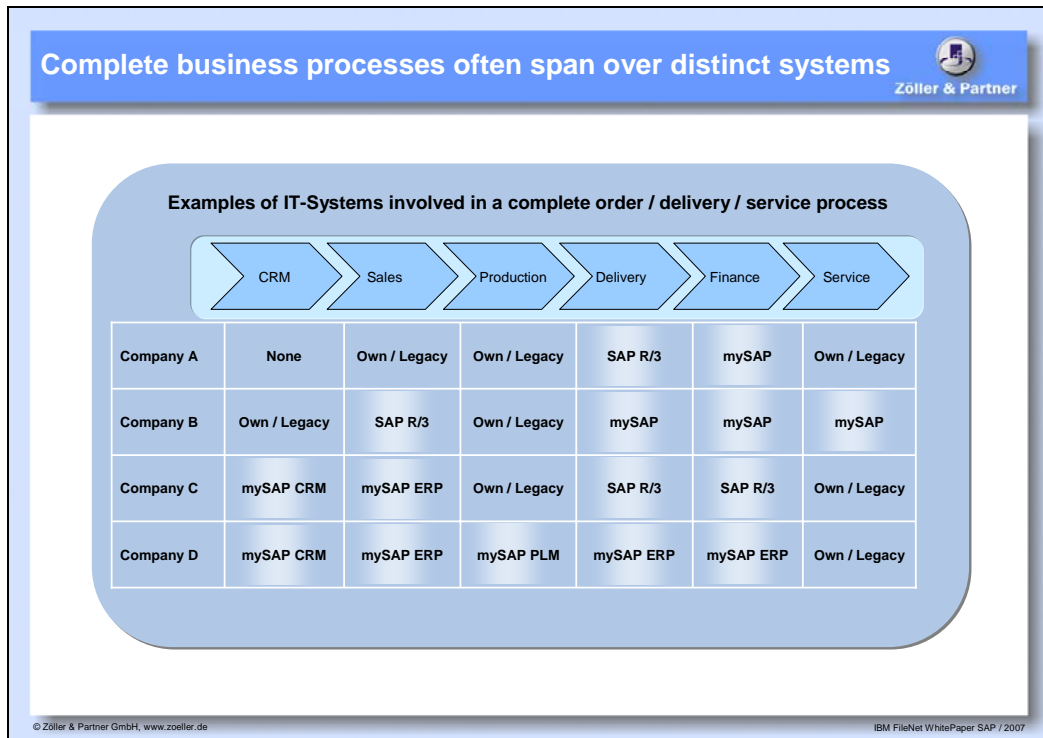 Complete business processes often span over distinct systems
Zöller & Partner
Examples of IT-Systems involved in a complete order / delivery / service process
CRM Sales Production Delivery Finance Service
Company A None Own / Legacy Own / Legacy SAP R/3 mySAP Own / Legacy
Company B Own / Legacy SAP R/3 Own / Legacy mySAP mySAP mySAP
Company C mySAP CRM mySAP ERP Own / Legacy SAP R/3 SAP R/3 Own / Legacy
Company D mySAP CRM mySAP ERP mySAP PLM mySAP ERP mySAP ERP Own / Legacy
© Zöller & Partner GmbH, www.zoeller.de IBM FileNet WhitePaper SAP / 2007